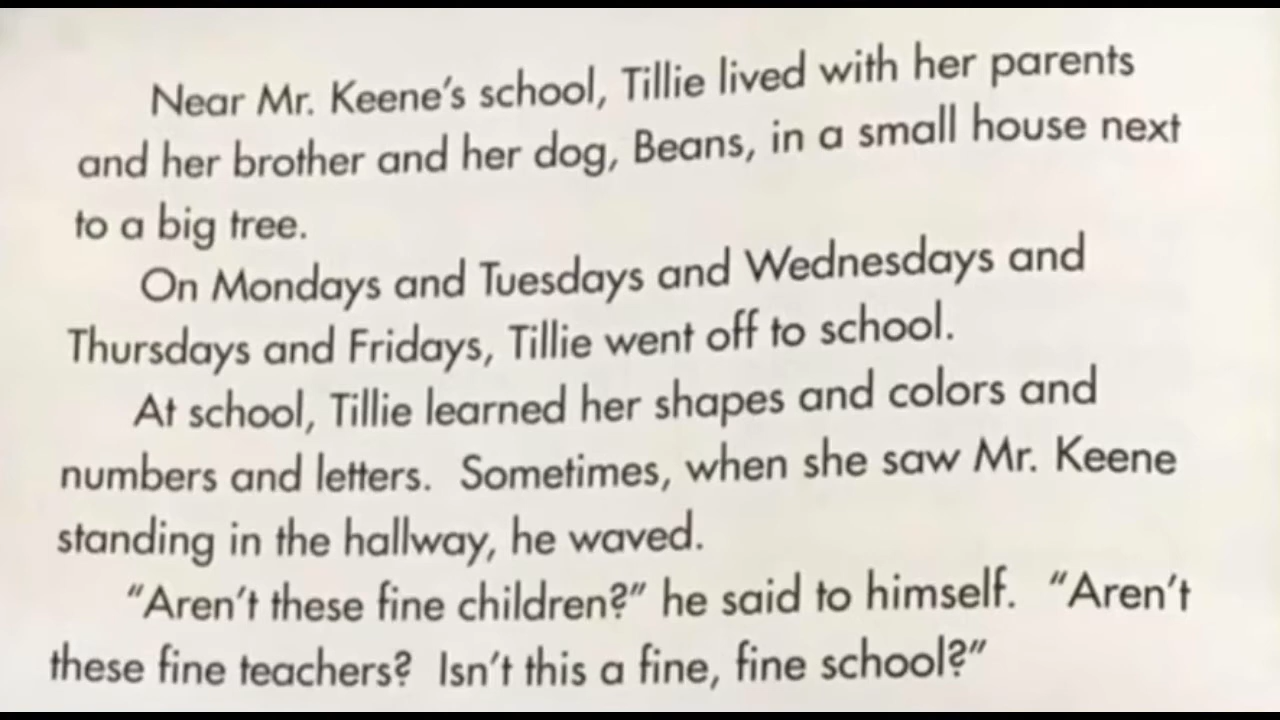 Near Mr. Keene's school, Tillie lived with her parents
and her brother and her dog, Beans, in a small house next
to a big tree.
On Mondays and Tuesdays and Wednesdays and
Thursdays and Fridays, Tillie went off to school.
At school, Tillie learned her shapes and colors and
numbers and letters.  Sometimes, when she saw Mr. Keene
standing in the hallway, he waved.
"Aren't these fine children?" he said to himself.  "Aren't
these fine teachers?  Isn't this a fine, fine school?"